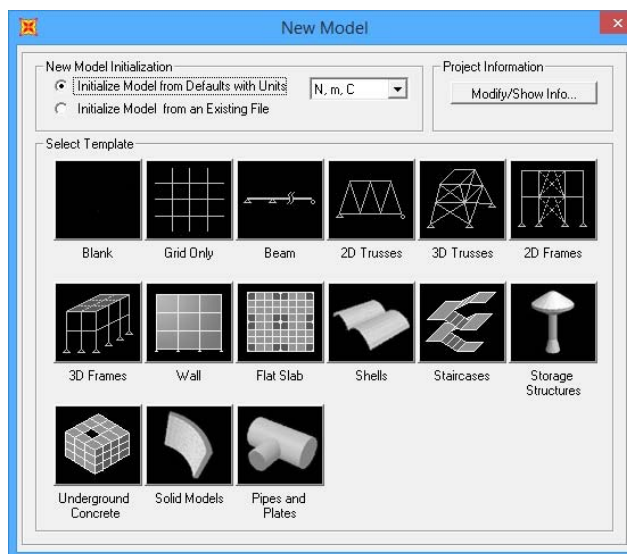 New Model
New Model Initialization
Initialize Model from Defaults with Units
N, m, C
Initialize Model from an Existing File
Project Information
Modify/Show Info...
Select Template
Blank
Grid Only
Beam
2D Trusses
3D Trusses
2D Frames
3D Frames
Wall
Flat Slab
Shells
Staircases
Storage
Structures
Underground
Concrete
Solid Models
Pipes and
Plates